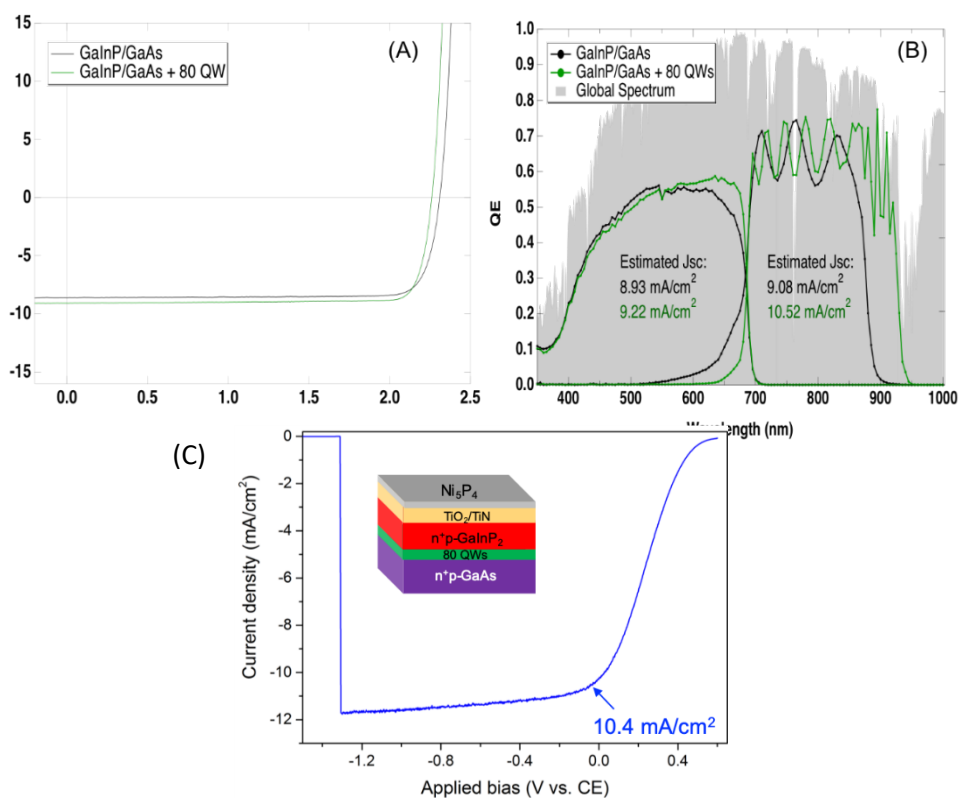 15
10
5
0
-5
-10
-15
0.0 0.5 1.0 1.5 2.0 2.5
GaInP/GaAs
GaInP/GaAs + 80 QW
(A)
1.0
0.9
0.8
0.7
0.6
0.5
0.4
0.3
0.2
0.1
0.0
QE
GaInP/GaAs
GaInP/GaAs + 80 QWs
Global Spectrum
(B)
Estimated Jsc:
8.93 mA/cm2
9.22 mA/cm2
Estimated Jsc:
9.08 mA/cm2
10.52 mA/cm2
400 500 600 700 800 900 1000
Wavelength (nm)
(C)
0
-2
-4
-6
-8
-10
-12
Current density (mA/cm2)
Ni5P4
TiO2/TiN
n+p-GaInP2
80 QWs
n+p-GaAs
10.4 mA/cm2
-1.2 -0.8 -0.4 0.0 0.4
Applied bias (V vs. CE)